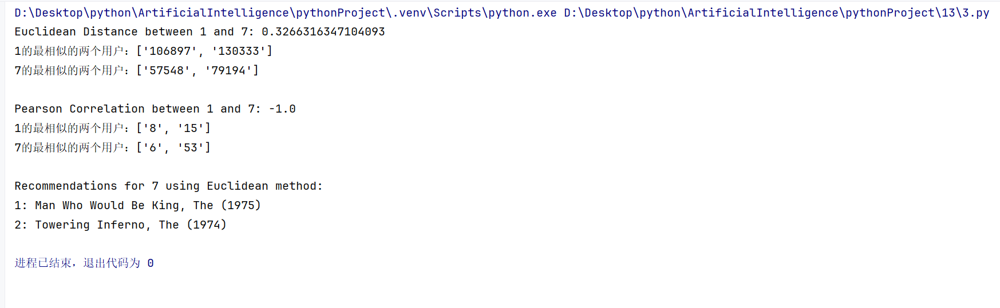 D:\Desktop\python\ArtificialIntelligence\pythonProject\.venv\Scripts\python.exe D:\Desktop\python\ArtificialIntelligence\pythonProject\13\3.py
Euclidean Distance between 1 and 7: 0.3266316347104093
1的最相似的两个用户：['106897', '130333']
7的最相似的两个用户：['57548', '79194']
Pearson Correlation between 1 and 7: -1.0
1的最相似的两个用户：['8', '15']
7的最相似的两个用户：['6', '53']
Recommendations for 7 using Euclidean method:
1: Man Who Would Be King, The (1975)
2: Towering Inferno, The (1974)
进程已结束，退出代码为 0